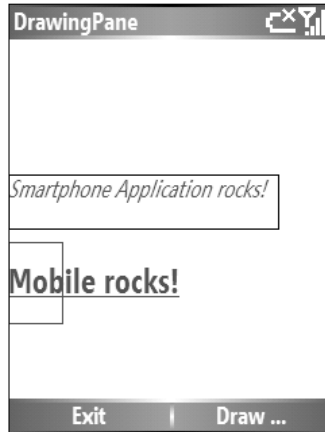 DrawingPane
Smartphone Application rocks!
Mobile rocks!
Exit Draw ...